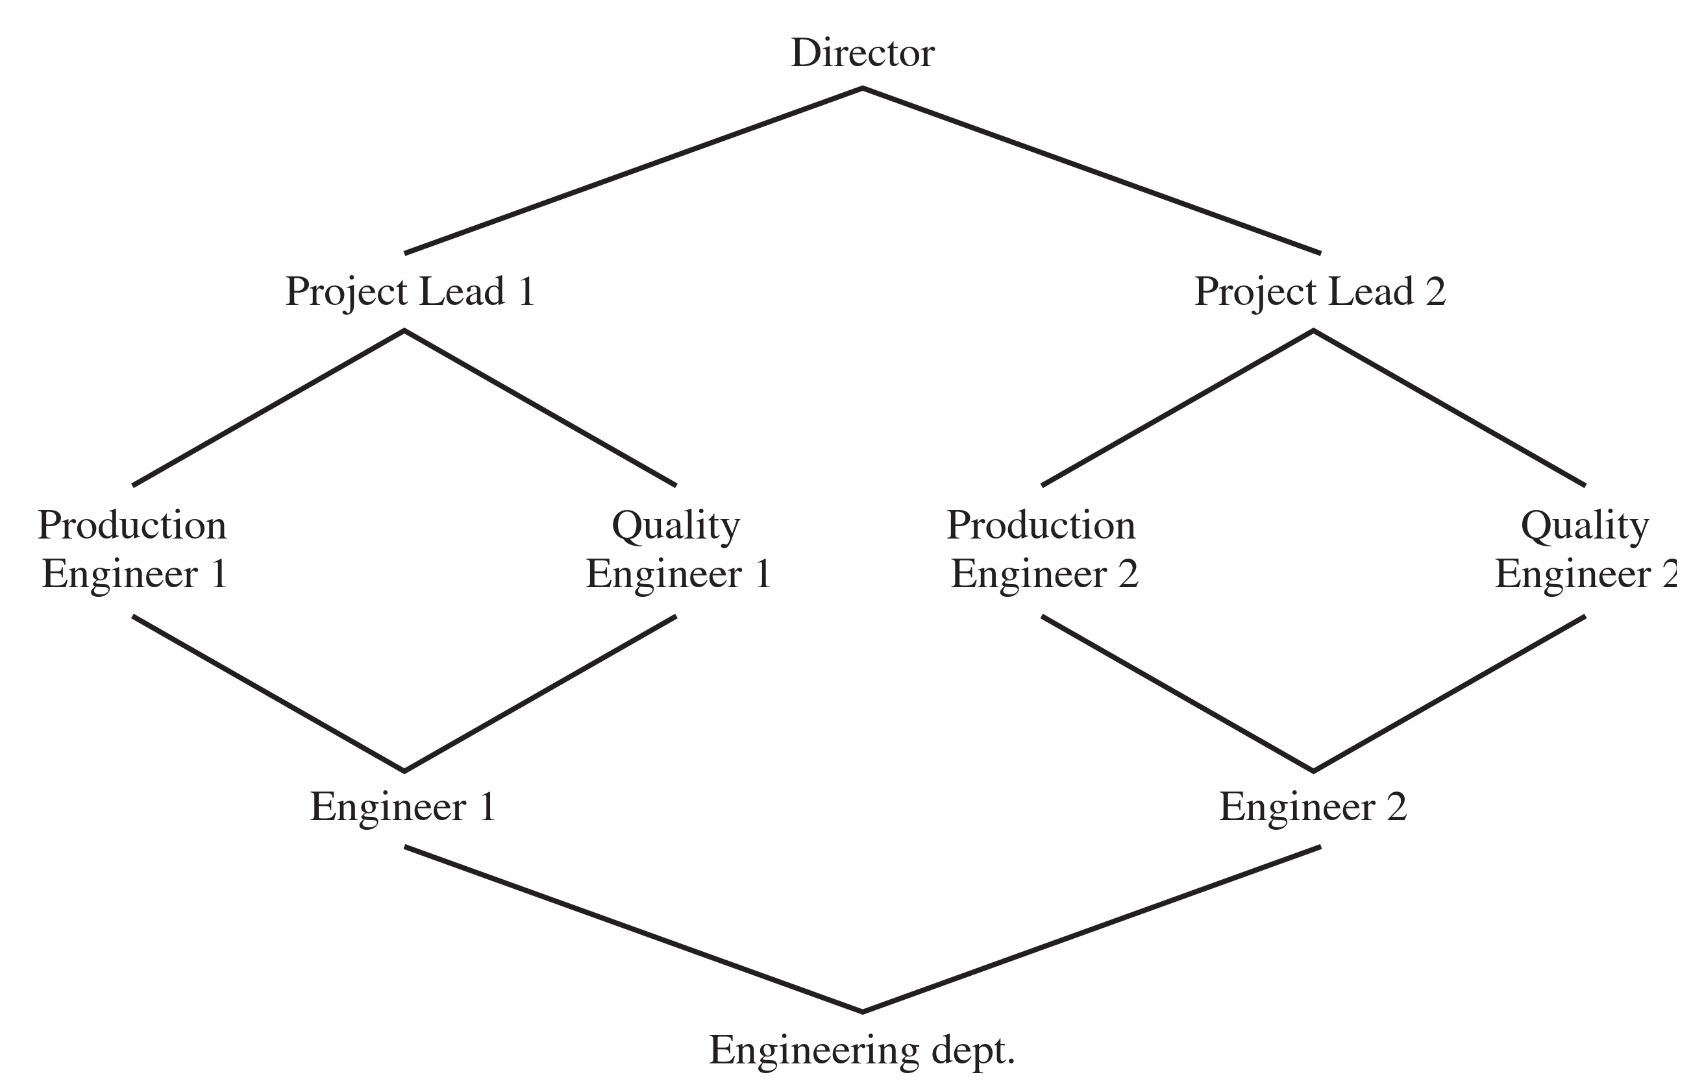 Director
Project Lead 1
Project Lead 2
Production
Engineer 1
Quality
Engineer 1
Production
Engineer 2
Quality
Engineer 2
Engineer 1
Engineer 2
Engineering dept.